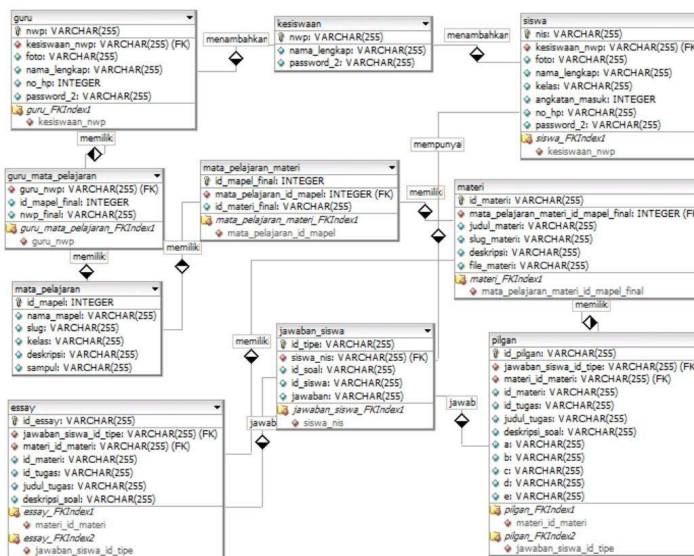 guru
nwp: VARCHAR(255)
kesiswaan_nwp: VARCHAR(255) (FK)
foto: VARCHAR(255)
nama_lengkap: VARCHAR(255)
no_hp: INTEGER
password_2: VARCHAR(255)
guru_FKIndex1
kesiswaan_nwp
menambahkan
kesiswaan
nwp: VARCHAR(255)
nama_lengkap: VARCHAR(255)
password_2: VARCHAR(255)
menambahkan
siswa
nis: VARCHAR(255)
kesiswaan_nwp: VARCHAR(255) (FK
foto: VARCHAR(255)
nama_lengkap: VARCHAR(255)
kelas: VARCHAR(255)
angkatan_masuk: INTEGER
no_hp: VARCHAR(255)
password_2: VARCHAR(255)
siswa_FKIndex1
kesiswaan_nwp
memilik
mempunya
guru_mata_pelajaran
guru_nwp: VARCHAR(255) (FK)
id_mapel_final: INTEGER
nwp_final: VARCHAR(255)
guru_mata_pelajaran_FKIndex1
guru_nwp
mata_pelajaran_materi
id_mapel_final: INTEGER
mata_pelajaran_id_mapel: INTEGER (FK)
id_materi_final: VARCHAR(255)
mata_pelajaran_materi_FKIndex1
mata_pelajaran_id_mapel
memilik
materi
id_materi: VARCHAR(255)
mata_pelajaran_materi_id_mapel_final: INTEGER (FK
judul_materi: VARCHAR(255)
slug_materi: VARCHAR(255)
deskripsi: VARCHAR(255)
file_materi: VARCHAR(255)
materi_FKIndex1
mata_pelajaran_materi_id_mapel_final
memilik
memilik
mata_pelajaran
id_mapel: INTEGER
nama_mapel: VARCHAR(255)
slug: VARCHAR(255)
kelas: VARCHAR(255)
deskripsi: VARCHAR(255)
sampul: VARCHAR(255)
memilik
memilik
jawaban_siswa
id_tipe: VARCHAR(255)
siswa_nis: VARCHAR(255) (FK)
id_soal: VARCHAR(255)
id_siswa: VARCHAR(255)
jawaban: VARCHAR(255)
jawaban_siswa_FKIndex1
siswa_nis
pilgan
id_pilgan: VARCHAR(255)
jawaban_siswa_id_tipe: VARCHAR(255) (FK
materi_id_materi: VARCHAR(255) (FK)
id_materi: VARCHAR(255)
id_tugas: VARCHAR(255)
judul_tugas: VARCHAR(255)
deskripsi_soal: VARCHAR(255)
a: VARCHAR(255)
b: VARCHAR(255)
c: VARCHAR(255)
d: VARCHAR(255)
e: VARCHAR(255)
pilgan_FKIndex1
materi_id_materi
pilgan_FKIndex2
jawaban_siswa_id_tipe
jawab
jawab
essay
id_essay: VARCHAR(255)
jawaban_siswa_id_tipe: VARCHAR(255) (FK)
materi_id_materi: VARCHAR(255) (FK)
id_materi: VARCHAR(255)
id_tugas: VARCHAR(255)
judul_tugas: VARCHAR(255)
deskripsi_soal: VARCHAR(255)
essay_FKIndex1
materi_id_materi
essay_FKIndex2
jawaban_siswa_id_tipe